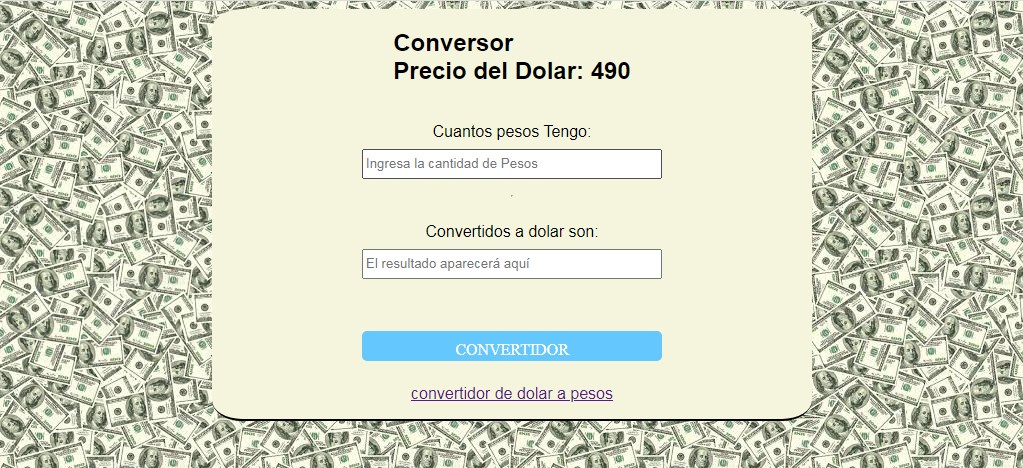 Conversor
Precio del Dolar: 490
Cuantos pesos Tengo:
Ingresa la cantidad de Pesos
Convertidos a dolar son:
El resultado aparecerá aquí
CONVERTIDOR
convertidor de dolar a pesos